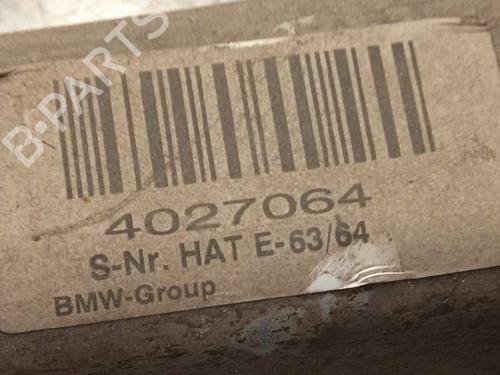 B-PARTS
4027064
S-Nr. HAT E-63/64
BMW-Group